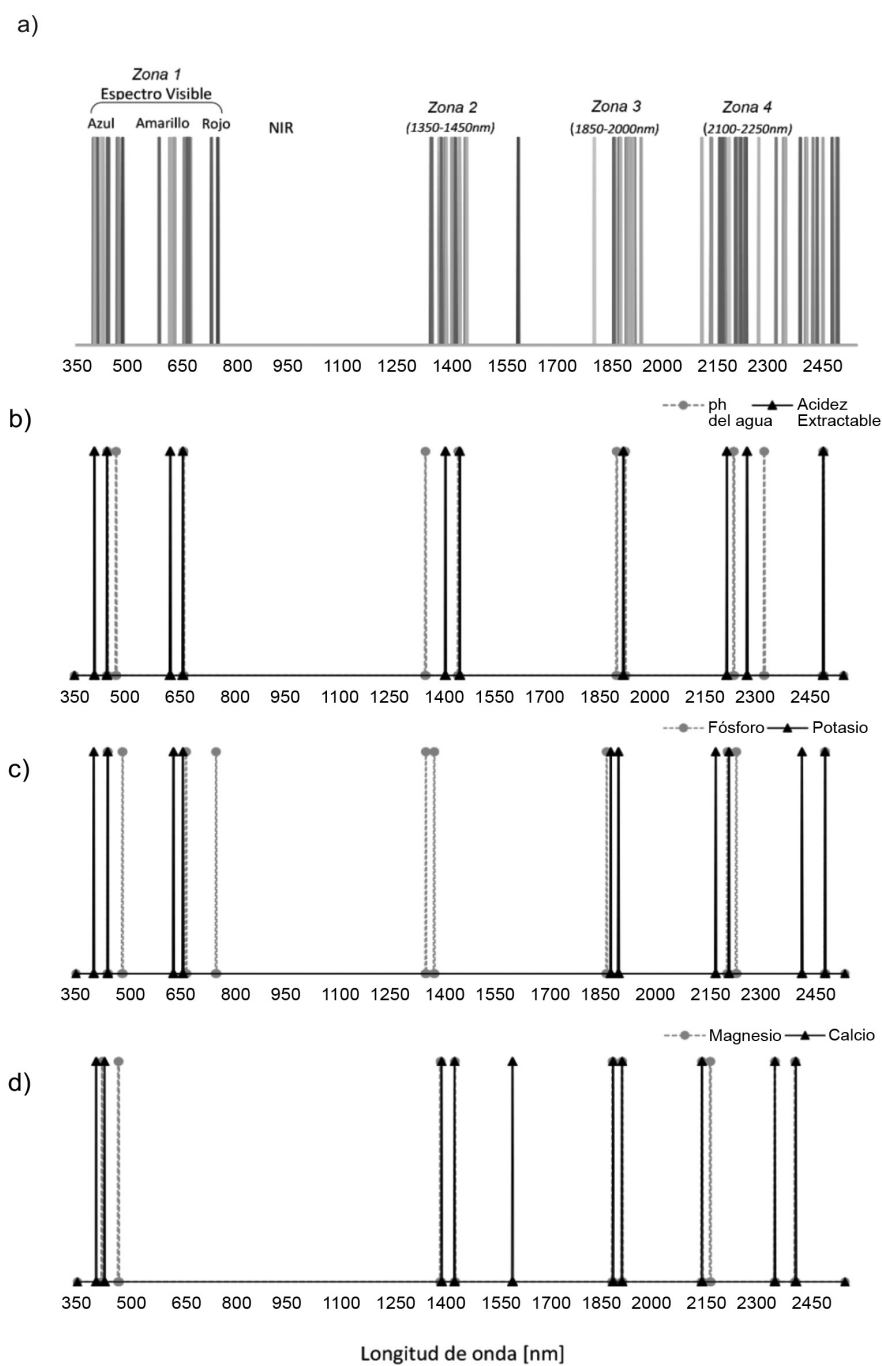 a)
Zona 1
Espectro Visible
Azul Amarillo Rojo NIR
Zona 2
(1350-1450nm)
Zona 3
(1850-2000nm)
Zona 4
(2100-2250nm)
350 500 650 800 950 1100 1250 1400 1550 1700 1850 2000 2150 2300 2450
b)
ph del agua
Acidez Extractable
350 500 650 800 950 1100 1250 1400 1550 1700 1850 2000 2150 2300 2450
c)
Fósforo Potasio
350 500 650 800 950 1100 1250 1400 1550 1700 1850 2000 2150 2300 2450
d)
Magnesio Calcio
350 500 650 800 950 1100 1250 1400 1550 1700 1850 2000 2150 2300 2450
Longitud de onda [nm]